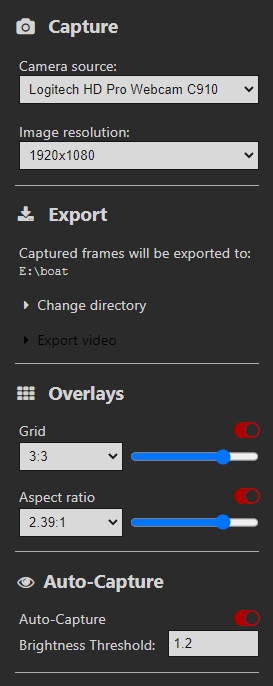 Capture
Camera source:
Logitech HD Pro Webcam C910
Image resolution:
1920x1080
Export
Captured frames will be exported to:
E:\boat
Change directory
Export video
Overlays
Grid
3:3
Aspect ratio
2.39:1
Auto-Capture
Auto-Capture
Brightness Threshold: 1.2